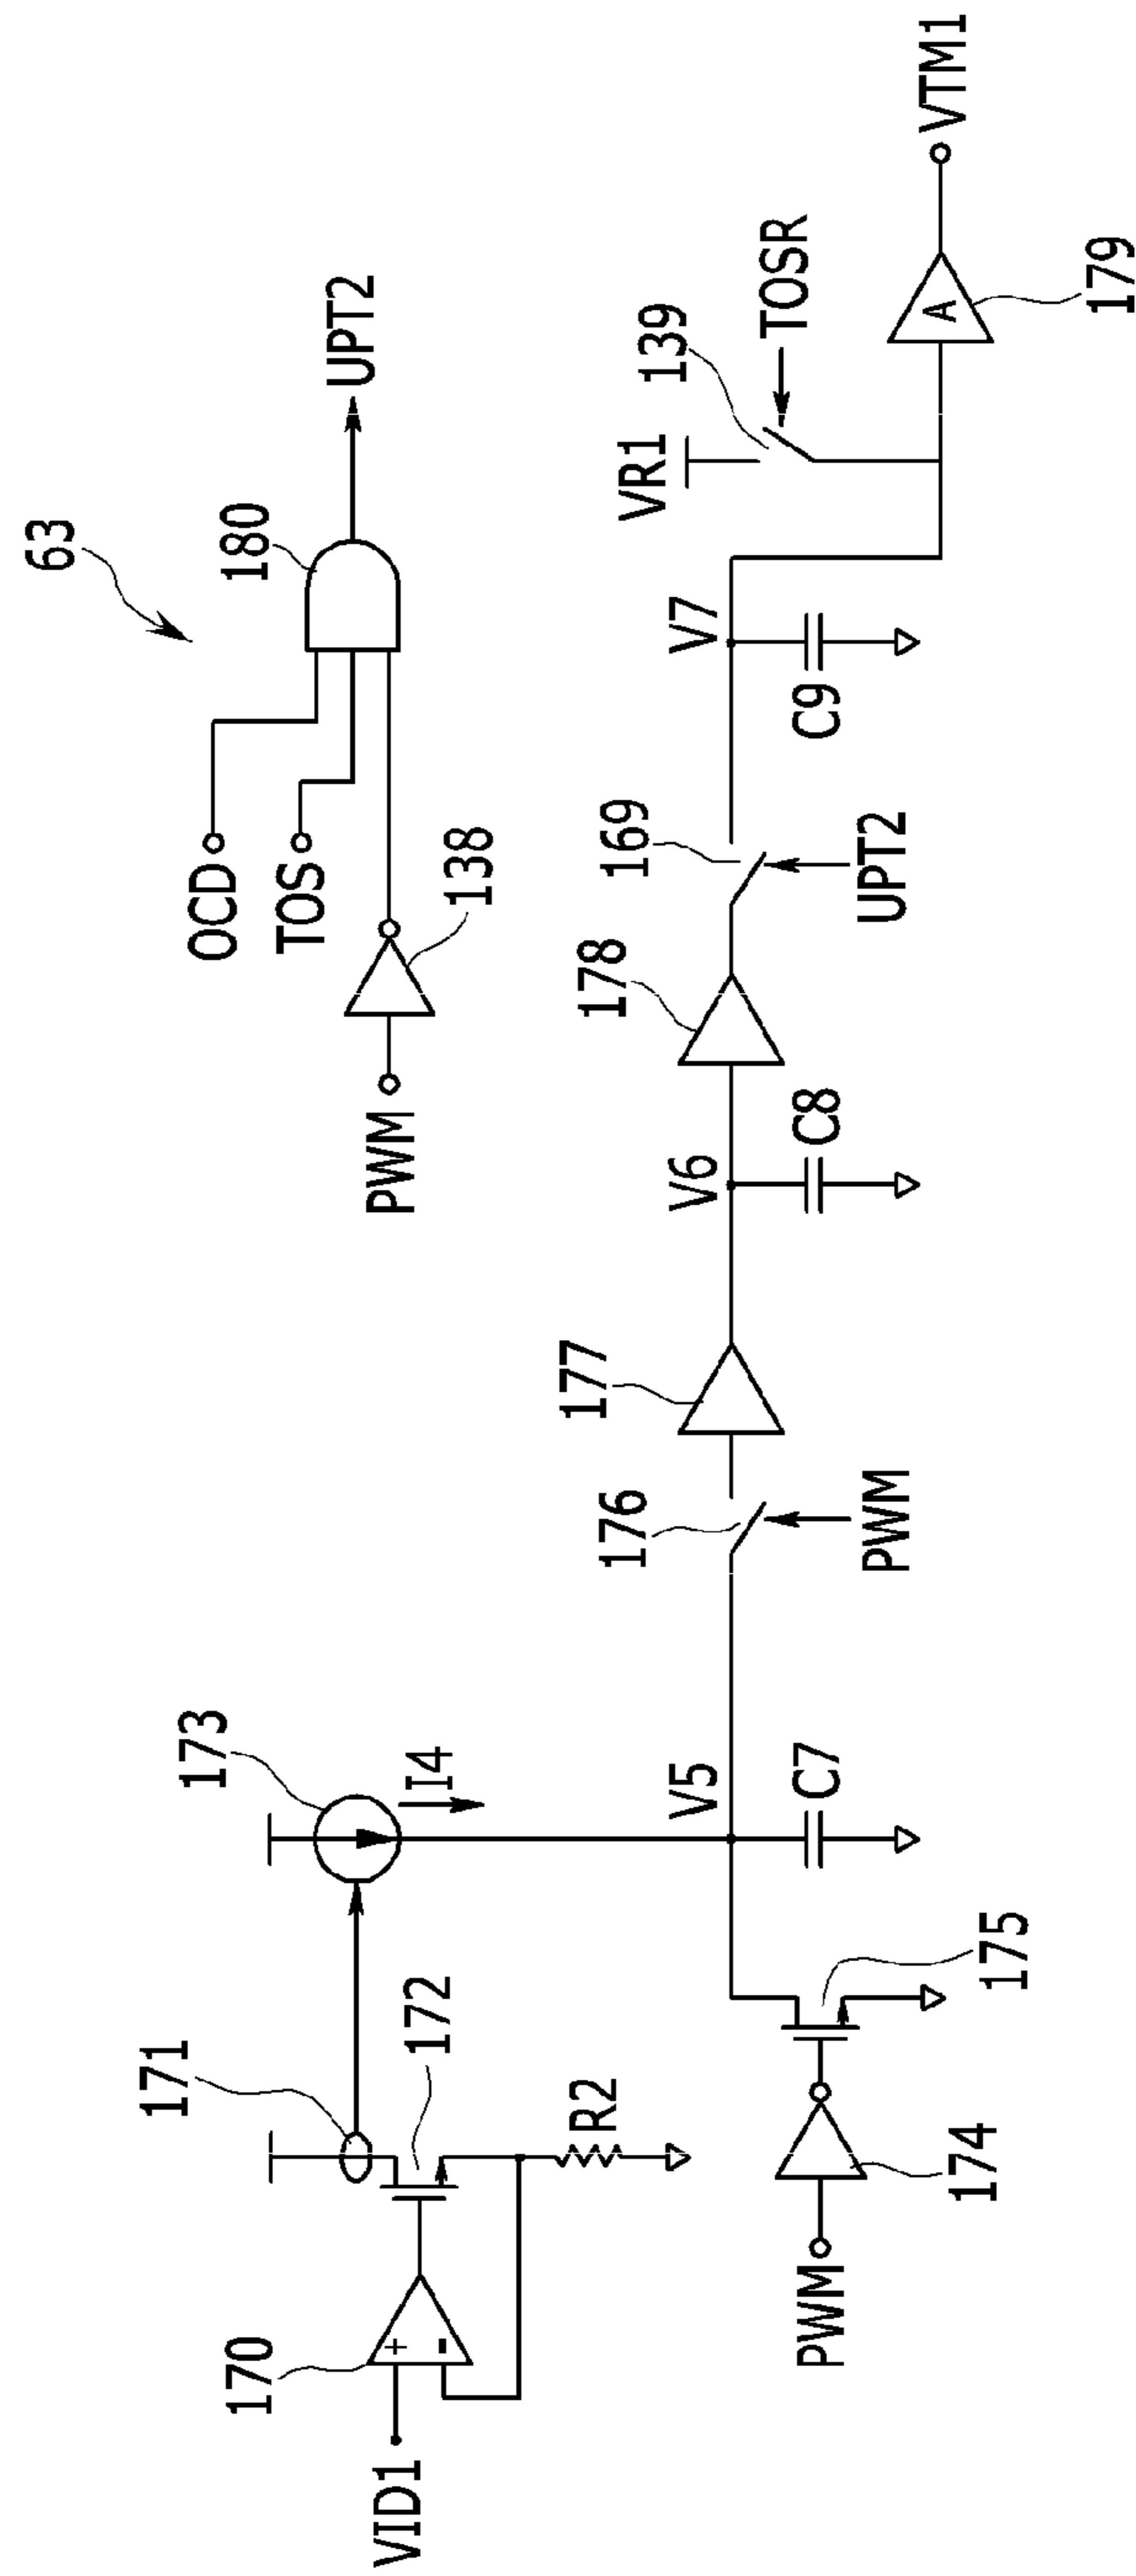 63
OCD
TOS
PWM
138
180
UPT2
VID1
170
171
172
R2
173
I4
PWM
174
175
V5
C7
176
PWM
177
V6
C8
178
169
UPT2
V7
C9
VR1
139
TOSR
A
179
VTM1